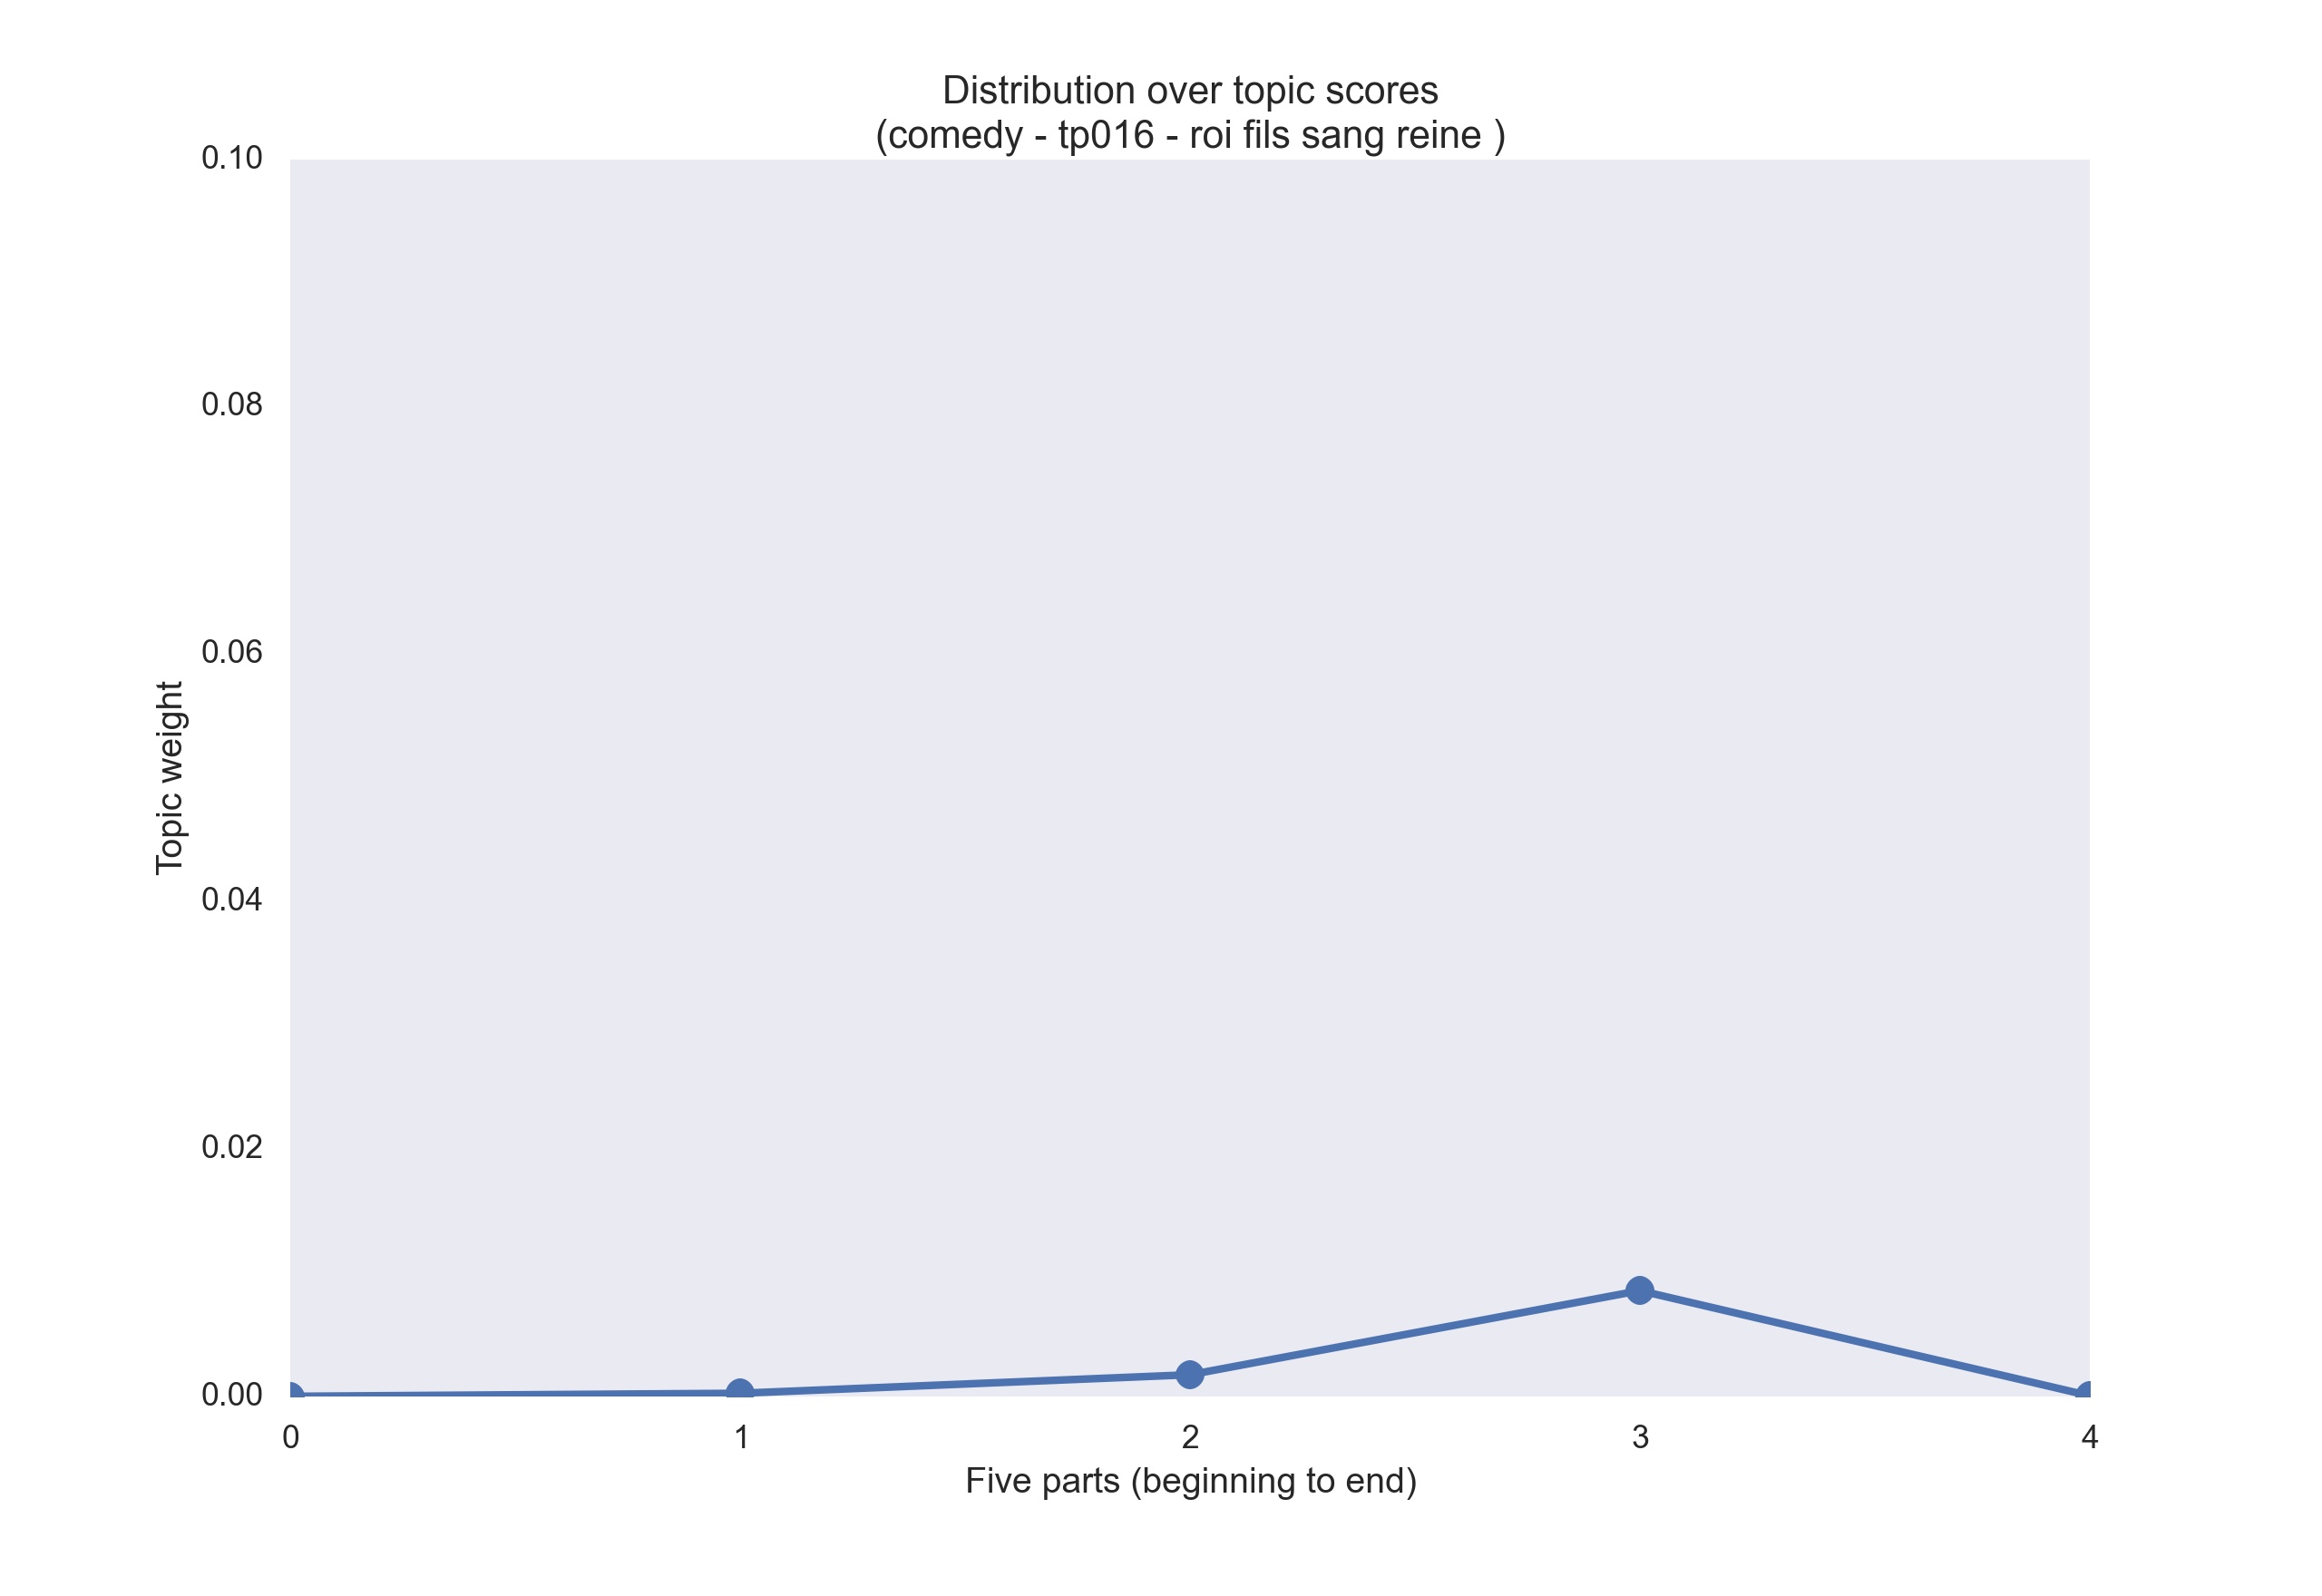 Distribution over topic scores
(comedy - tp016 - roi fils sang reine )
0.10
0.08
0.06
0.04
0.02
0.00
Topic weight
0 1 2 3 4
Five parts (beginning to end)